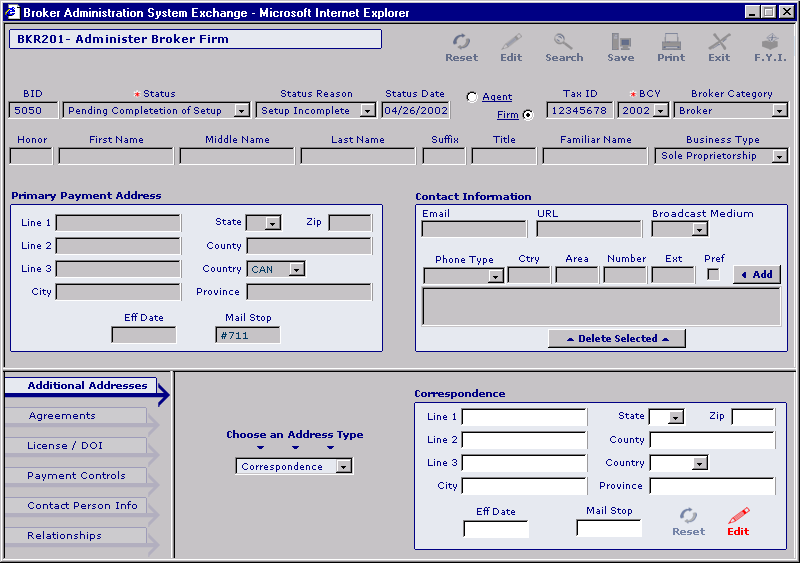 Broker Administration System Exchange - Microsoft Internet Explorer
BKR201- Administer Broker Firm
Reset Edit Search Save Print Exit F.Y.I.
BID * Status Status Reason Status Date Agent Tax ID * BCY Broker Category
5050 Pending Completetion of Setup Setup Incomplete 04/26/2002 Firm 12345678 2002 Broker
Honor First Name Middle Name Last Name Suffix Title Familiar Name Business Type
Sole Proprietorship
Primary Payment Address
Line 1 State Zip
Line 2 County
Line 3 Country CAN
City Province
Eff Date Mail Stop
#711
Contact Information
Email URL Broadcast Medium
Phone Type Ctry Area Number Ext Pref
Add
Delete Selected
Additional Addresses
Agreements
License / DOI
Payment Controls
Contact Person Info
Relationships
Choose an Address Type
Correspondence
Correspondence
Line 1 State Zip
Line 2 County
Line 3 Country
City Province
Eff Date Mail Stop
Reset Edit